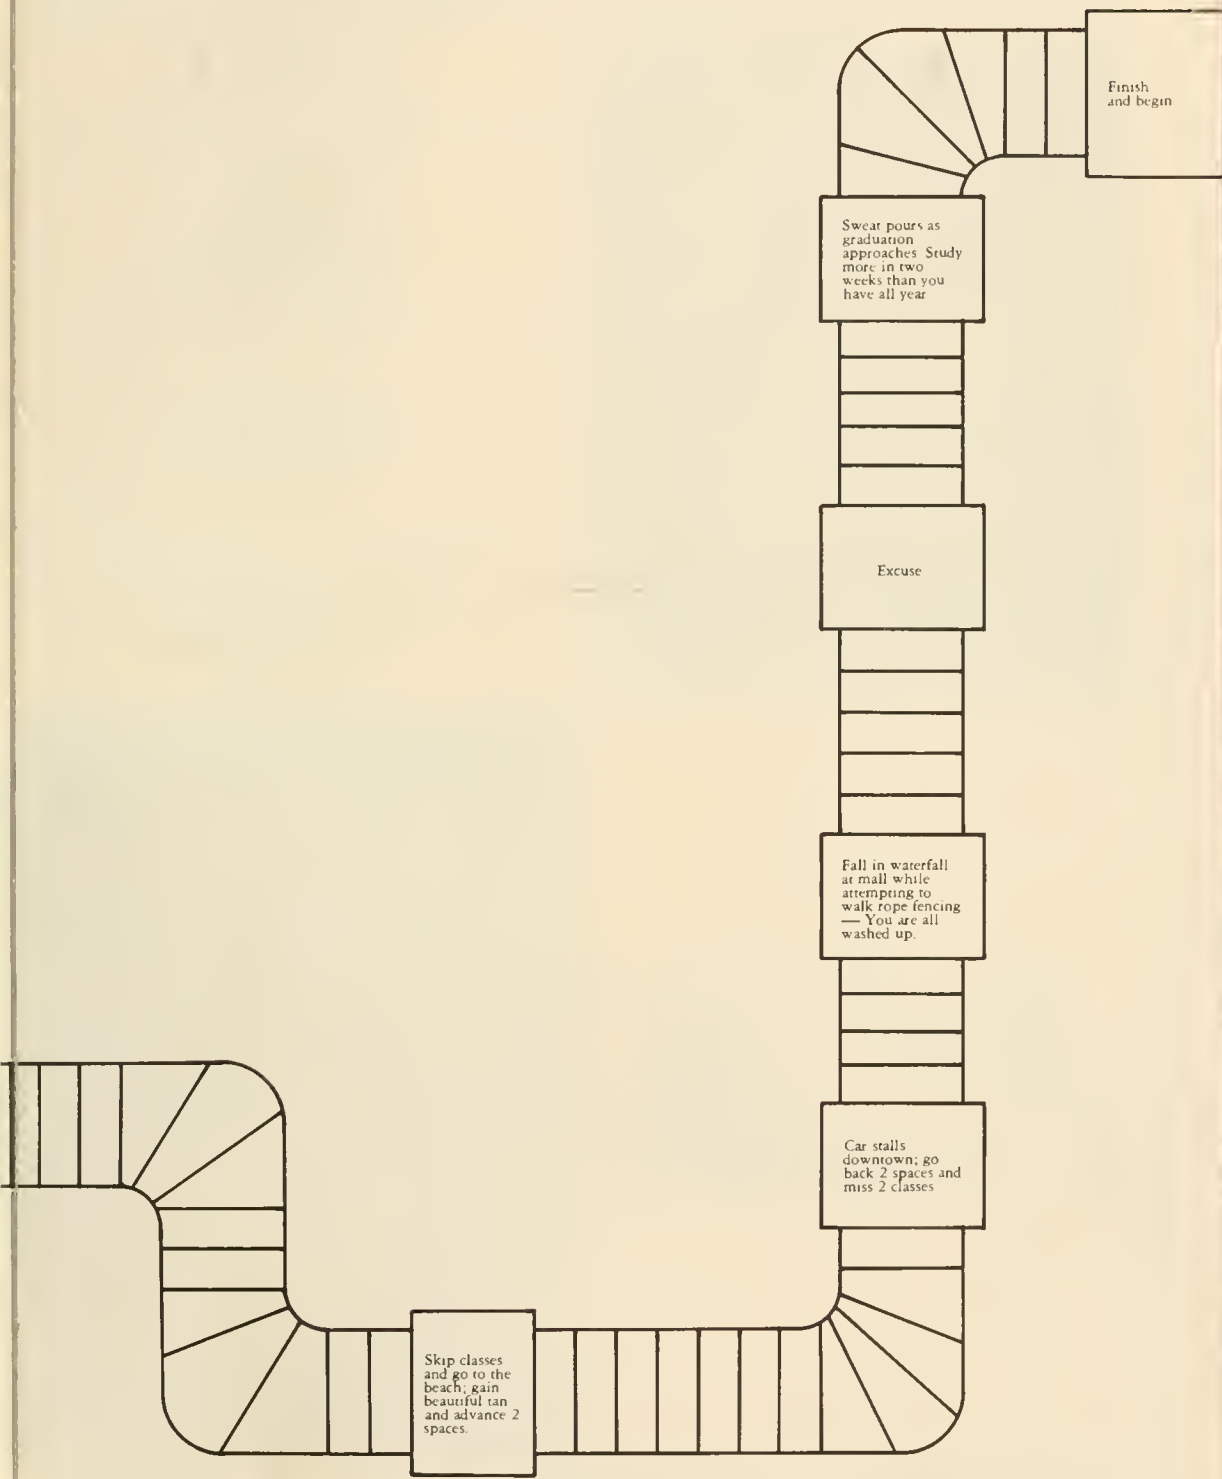 Finish
and begin
Sweat pours as
graduation
approaches Study
more in two
weeks than you
have all year
Excuse
Fall in waterfall
at mall while
attempting to
walk rope fencing
— You are all
washed up.
Car stalls
downtown; go
back 2 spaces and
miss 2 classes
Skip classes
and go to the
beach; gain
beautiful tan
and advance 2
spaces.